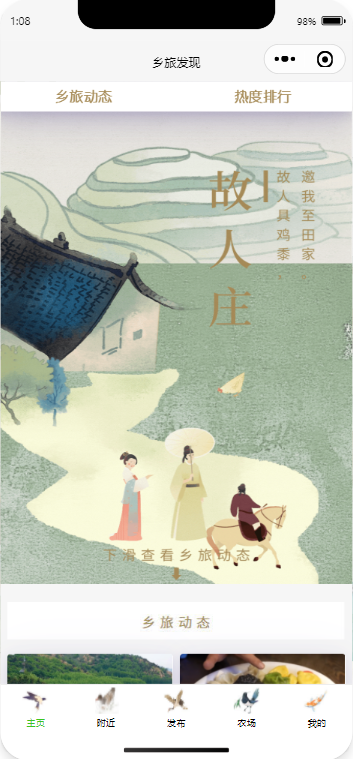 1:08
98%
乡旅发现
乡旅动态
热度排行
邀我至田家
故人具鸡黍
故人庄
下滑查看乡旅动态
乡旅动态
主页
附近
发布
农场
我的